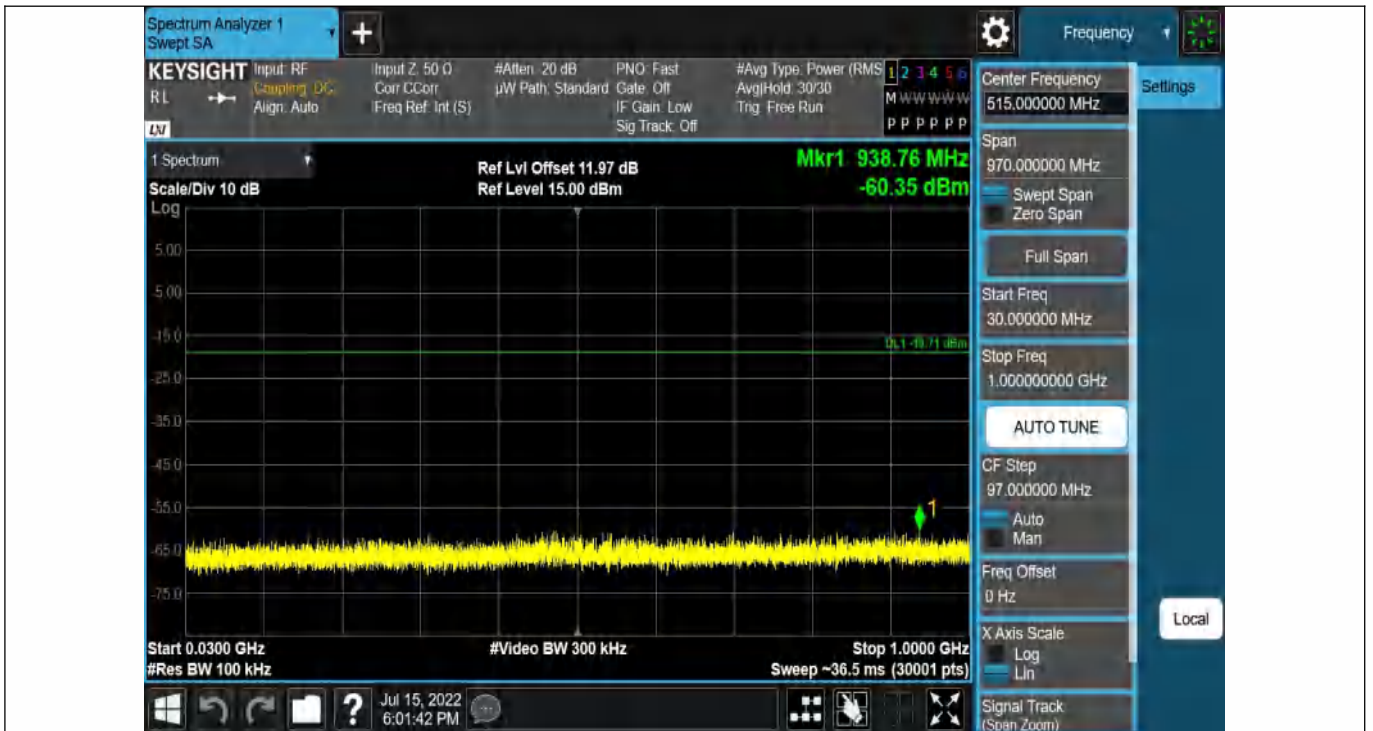 Spectrum Analyzer 1
Swept SA
+
Frequency
KEYSIGHT
RL
LXI
Input: RF
Coupling: DC
Align: Auto
Input Z: 50 Ω
Corr CCorr
Freq Ref: Int (S)
#Atten: 20 dB
µW Path: Standard
PNO: Fast
Gate: Off
IF Gain: Low
Sig Track: Off
#Avg Type: Power (RMS
Avg|Hold: 30/30
Trig: Free Run
1 2 3 4 5 6
M W W W W W
P P P P P P
1 Spectrum
Scale/Div 10 dB
Log
Ref Lvl Offset 11.97 dB
Ref Level 15.00 dBm
Mkr1 938.76 MHz
-60.35 dBm
5.00
-5.00
-15.0
-25.0
-35.0
-45.0
-55.0
-65.0
-75.0
1
Start 0.0300 GHz
#Res BW 100 kHz
#Video BW 300 kHz
Stop 1.0000 GHz
Sweep ~36.5 ms (30001 pts)
Center Frequency
515.000000 MHz
Settings
Span
970.000000 MHz
Swept Span
Zero Span
Full Span
Start Freq
30.000000 MHz
Stop Freq
1.000000000 GHz
AUTO TUNE
CF Step
97.000000 MHz
Auto
Man
Freq Offset
0 Hz
X Axis Scale
Log
Lin
Signal Track
(Span Zoom)
Local
?
Jul 15, 2022
6:01:42 PM